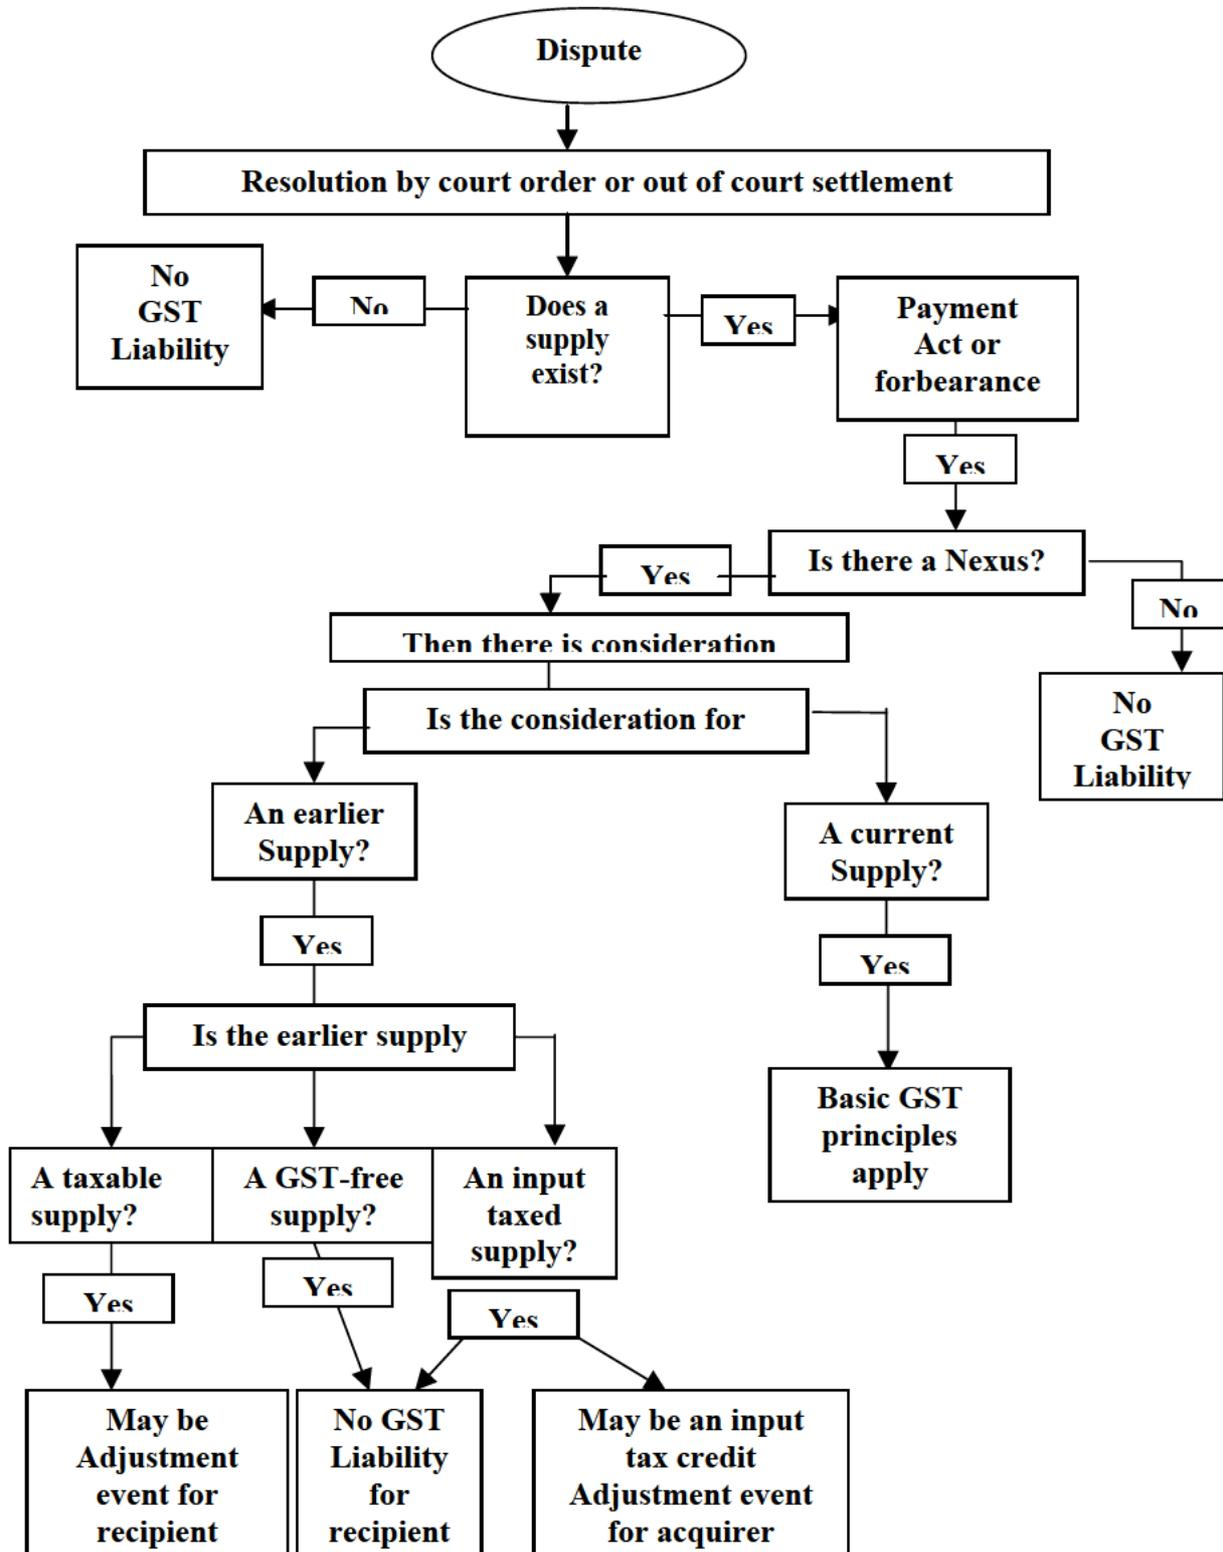 Dispute
Resolution by court order or out of court settlement
No
GST
Liability
No
Does a
supply
exist?
Yes
Payment
Act or
forbearance
Yes
Is there a Nexus?
Yes
No
Then there is consideration
No
GST
Liability
Is the consideration for
An earlier
Supply?
A current
Supply?
Yes
Yes
Is the earlier supply
Basic GST
principles
apply
A taxable
supply?
A GST-free
supply?
An input
taxed
supply?
Yes
Yes
Yes
May be
Adjustment
event for
recipient
No GST
Liability
for
recipient
May be an input
tax credit
Adjustment event
for acquirer